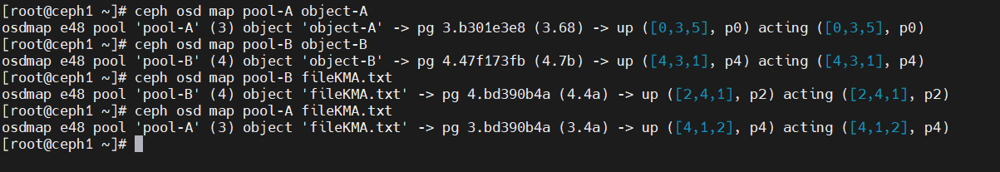 [root@ceph1 ~]# ceph osd map pool-A object-A
osdmap e48 pool 'pool-A' (3) object 'object-A' -> pg 3.b301e3e8 (3.68) -> up ([0,3,5], p0) acting ([0,3,5], p0)
[root@ceph1 ~]# ceph osd map pool-B object-B
osdmap e48 pool 'pool-B' (4) object 'object-B' -> pg 4.47f173fb (4.7b) -> up ([4,3,1], p4) acting ([4,3,1], p4)
[root@ceph1 ~]# ceph osd map pool-B fileKMA.txt
osdmap e48 pool 'pool-B' (4) object 'fileKMA.txt' -> pg 4.bd390b4a (4.4a) -> up ([2,4,1], p2) acting ([2,4,1], p2)
[root@ceph1 ~]# ceph osd map pool-A fileKMA.txt
osdmap e48 pool 'pool-A' (3) object 'fileKMA.txt' -> pg 3.bd390b4a (3.4a) -> up ([4,1,2], p4) acting ([4,1,2], p4)
[root@ceph1 ~]#